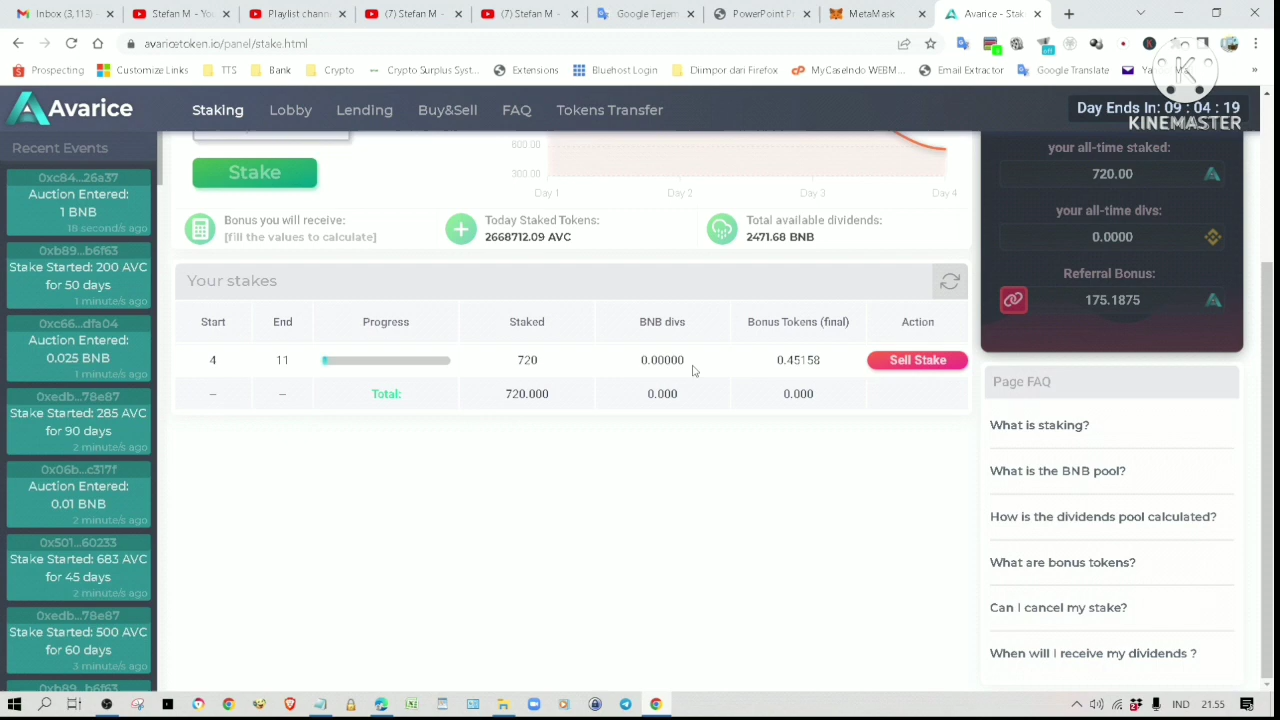 Inbox (3,113)
Stefan M - You
Playlist chann
(7) Stefan M -
(7) Stefan M -
Google Terjem
PowerPoint P
MetaMask
Avarice - Stak
avaricetoken.io/panel/stake.html
Prospecting
Customize Links
TTS
Bank
Crypto
Crypto Surplus Syst...
Extensions
Bluehost Login
Diimpor dari Firefox
MyCaseIndo WEBM...
Email Extractor
Google Translate
Avarice
Staking
Lobby
Lending
Buy&Sell
FAQ
Tokens Transfer
Day Ends In: 09 : 04 : 19
K
KINEMASTER
Recent Events
0xc84...26a37
Auction Entered:
1 BNB
18 second/s ago
0xb89...b6f63
Stake Started: 200 AVC
for 50 days
1 minute/s ago
0xc66...dfa04
Auction Entered:
0.025 BNB
1 minute/s ago
0xedb...78e87
Stake Started: 285 AVC
for 90 days
2 minute/s ago
0x06b...c317f
Auction Entered:
0.01 BNB
2 minute/s ago
0x501...60233
Stake Started: 683 AVC
for 45 days
2 minute/s ago
0xedb...78e87
Stake Started: 500 AVC
for 60 days
3 minute/s ago
0xb89...b6f63
Stake
600.00
300.00
Day 1
Day 2
Day 3
Day 4
Bonus you will receive:
[fill the values to calculate]
Today Staked Tokens:
2668712.09 AVC
Total available dividends:
2471.68 BNB
Your stakes
Start End Progress Staked BNB divs Bonus Tokens (final) Action
4 11 720 0.00000 0.45158 Sell Stake
– – Total: 720.000 0.000 0.000
your all-time staked:
720.00
your all-time divs:
0.0000
Referral Bonus:
175.1875
Page FAQ
What is staking?
What is the BNB pool?
How is the dividends pool calculated?
What are bonus tokens?
Can I cancel my stake?
When will I receive my dividends ?
IND
21.55